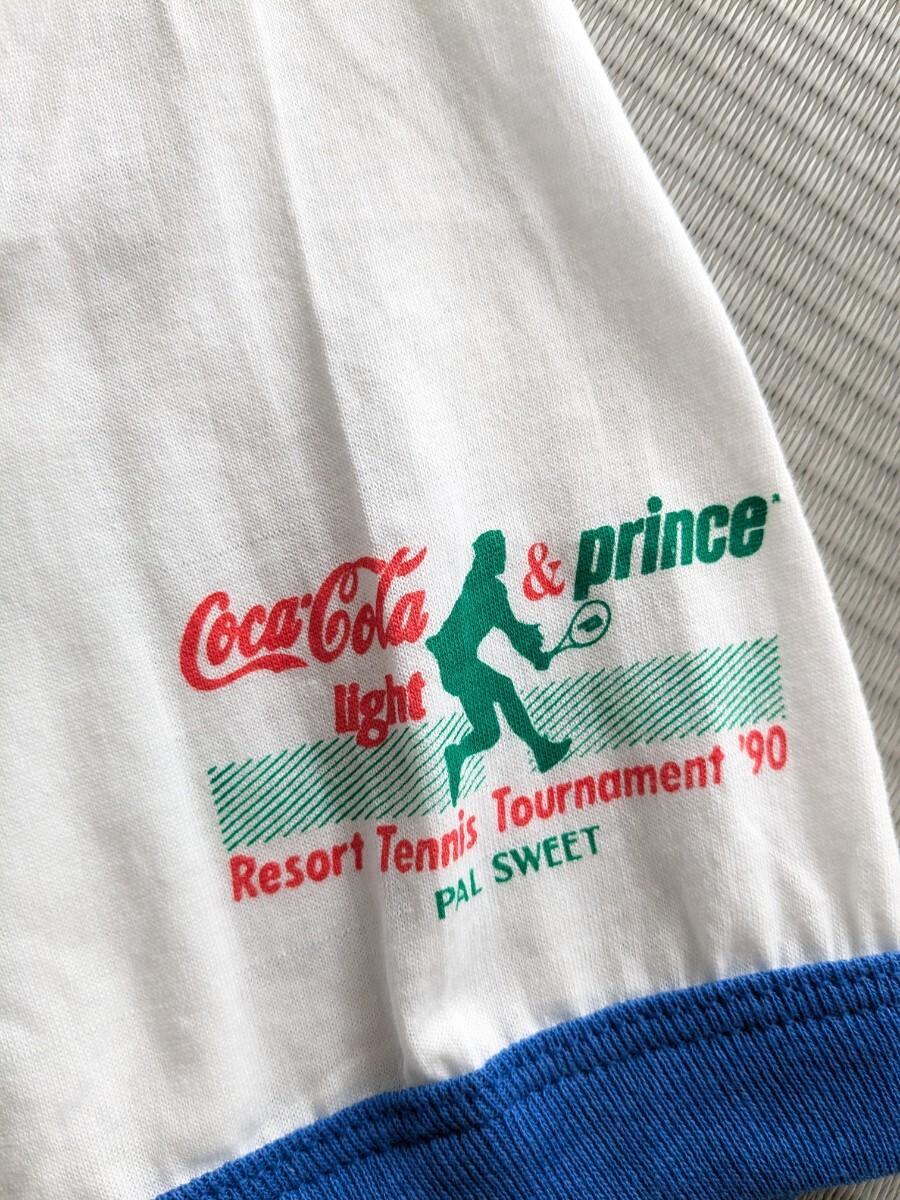 Coca-Cola
light
& prince
Resort Tennis Tournament '90
PAL SWEET